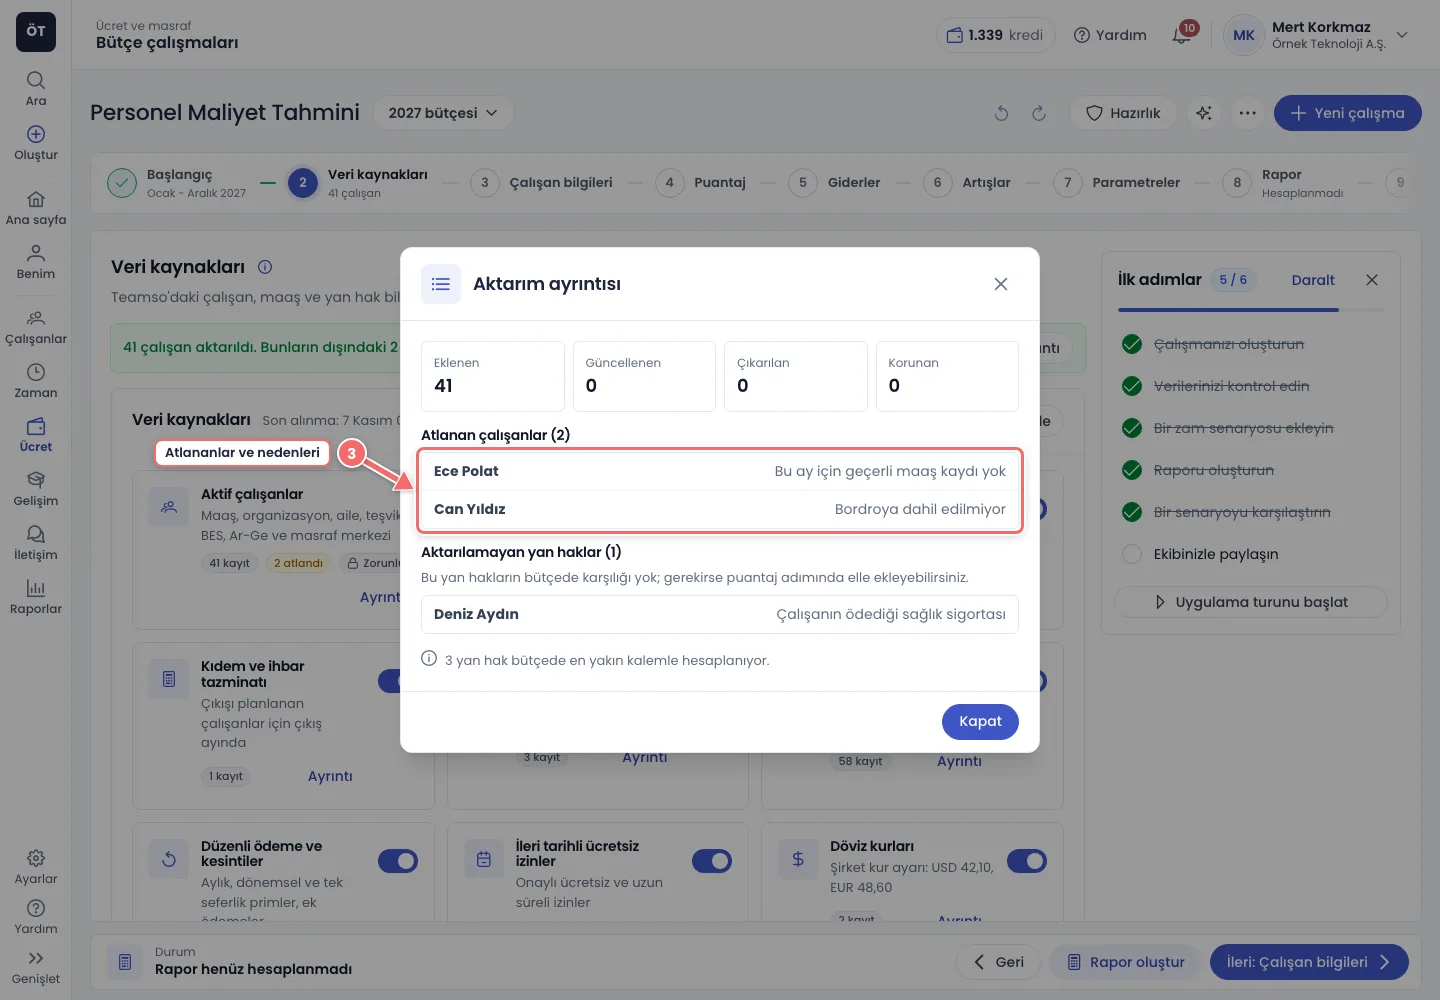 ÖT
Ücret ve masraf
Bütçe çalışmaları
1.339 kredi
Yardım
10
MK
Mert Korkmaz
Örnek Teknoloji A.Ş.
Ara
Oluştur
Ana sayfa
Benim
Çalışanlar
Zaman
Ücret
Gelişim
İletişim
Raporlar
Ayarlar
Yardım
Genişlet
Personel Maliyet Tahmini
2027 bütçesi
Hazırlık
Yeni çalışma
Başlangıç
Ocak - Aralık 2027
2
Veri kaynakları
41 çalışan
3
Çalışan bilgileri
4
Puantaj
5
Giderler
6
Artışlar
7
Parametreler
8
Rapor
Hesaplanmadı
9
Veri kaynakları
Teamso'daki çalışan, maaş ve yan hak bil
41 çalışan aktarıldı. Bunların dışındaki 2
ntı
Veri kaynakları
Son alınma: 7 Kasım
le
Atlananlar ve nedenleri
3
Aktif çalışanlar
Maaş, organizasyon, aile, teşvik
BES, Ar-Ge ve masraf merkezi
41 kayıt
2 atlandı
Zorunlu
Ayrınt
Kıdem ve ihbar
tazminatı
Çıkışı planlanan
çalışanlar için çıkış
ayında
1 kayıt
Ayrıntı
3 kayıt
Ayrıntı
58 kayıt
Ayrıntı
Düzenli ödeme ve
kesintiler
Aylık, dönemsel ve tek
seferlik primler, ek
ödemeler
İleri tarihli ücretsiz
izinler
Onaylı ücretsiz ve uzun
süreli izinler
Döviz kurları
Şirket kur ayarı: USD 42,10,
EUR 48,60
2 kayıt
Ayrıntı
Aktarım ayrıntısı
Eklenen
41
Güncellenen
0
Çıkarılan
0
Korunan
0
Atlanan çalışanlar (2)
Ece Polat
Bu ay için geçerli maaş kaydı yok
Can Yıldız
Bordroya dahil edilmiyor
Aktarılamayan yan haklar (1)
Bu yan hakların bütçede karşılığı yok; gerekirse puantaj adımında elle ekleyebilirsiniz.
Deniz Aydın
Çalışanın ödediği sağlık sigortası
3 yan hak bütçede en yakın kalemle hesaplanıyor.
Kapat
İlk adımlar
5 / 6
Daralt
Çalışmanızı oluşturun
Verilerinizi kontrol edin
Bir zam senaryosu ekleyin
Raporu oluşturun
Bir senaryoyu karşılaştırın
Ekibinizle paylaşın
Uygulama turunu başlat
Durum
Rapor henüz hesaplanmadı
Geri
Rapor oluştur
İleri: Çalışan bilgileri